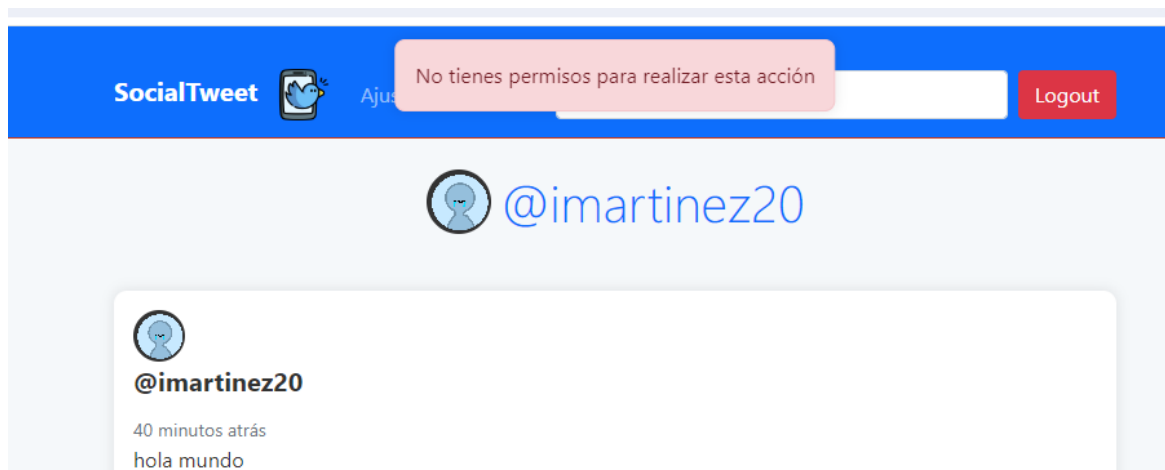 No tienes permisos para realizar esta acción
SocialTweet
Logout
@imartinez20
@imartinez20
40 minutos atrás
hola mundo